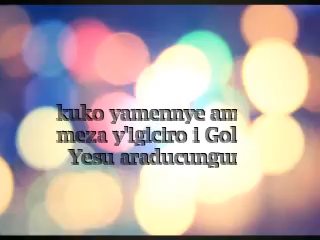 kuko yamennye am
meza y'Igiciro i Gol
Yesu araducungu